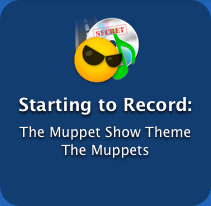 SECRET
Starting to Record:
The Muppet Show Theme
The Muppets